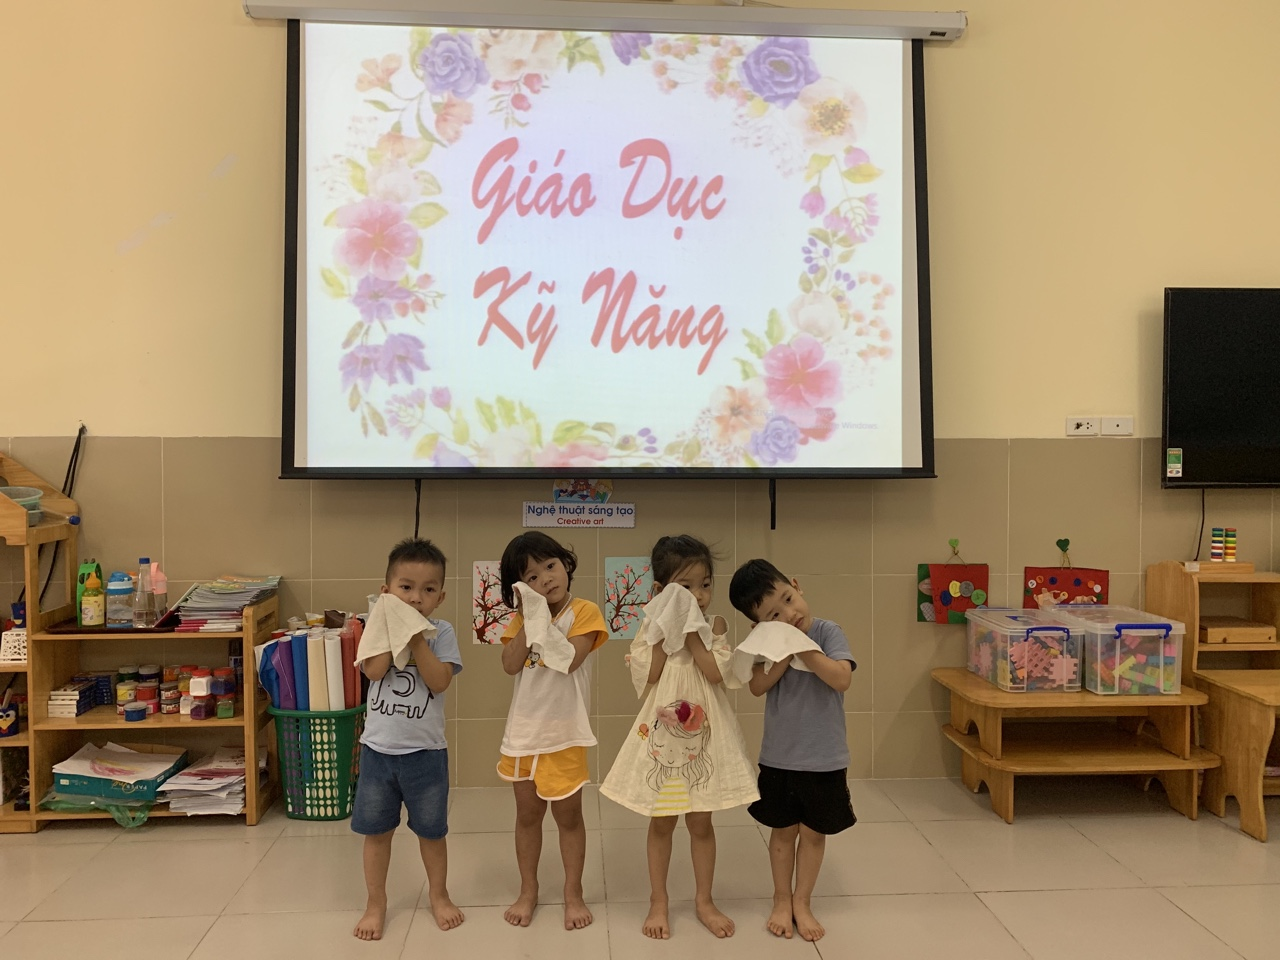 Giáo Dục
Kỹ Năng
Nghệ thuật sáng tạo
Creative art